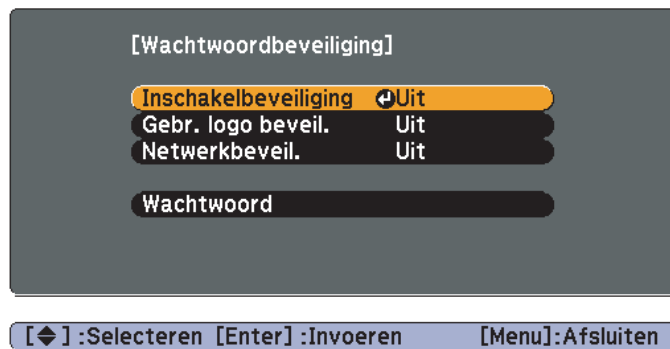 [Wachtwoordbeveiliging]
Inschakelbeveiliging Uit
Gebr. logo beveil. Uit
Netwerkbeveil. Uit
Wachtwoord
[ ] :Selecteren [Enter] :Invoeren [Menu]:Afsluiten